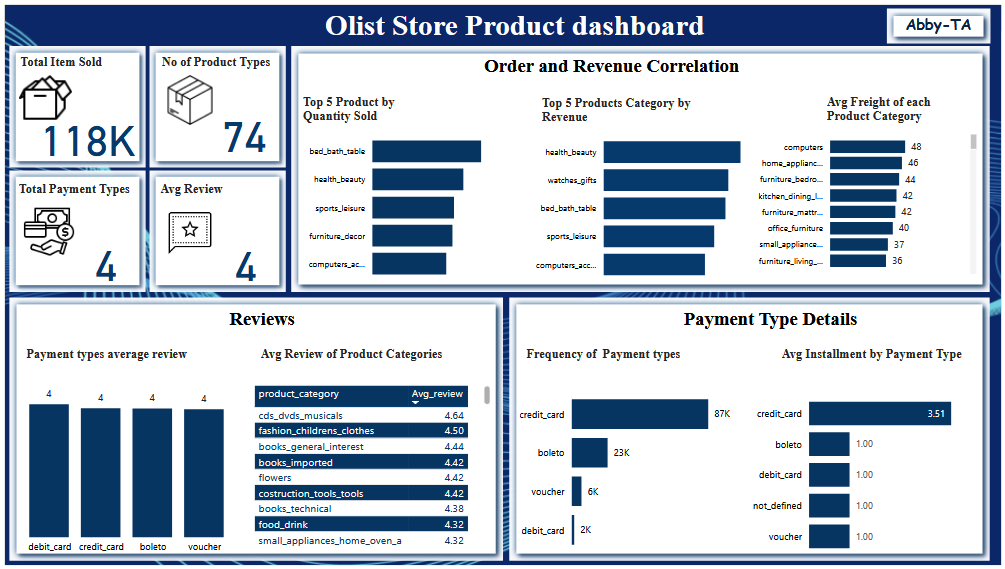 Olist Store Product dashboard
Abby-TA
Total Item Sold
118K
No of Product Types
74
Total Payment Types
4
Avg Review
4
Order and Revenue Correlation
Top 5 Product by
Quantity Sold
bed_bath_table
health_beauty
sports_leisure
furniture_decor
computers_ac...
Top 5 Products Category by
Revenue
health_beauty
watches_gifts
bed_bath_table
sports_leisure
computers_acc...
Avg Freight of each
Product Category
computers 48
home_applianc... 46
furniture_bedro... 44
kitchen_dining_l... 42
furniture_mattr... 42
office_furniture 40
small_appliance... 37
furniture_living_... 36
Reviews
Payment types average review
4 4 4 4
debit_card credit_card boleto voucher
Avg Review of Product Categories
product_category Avg_review
cds_dvds_musicals 4.64
fashion_childrens_clothes 4.50
books_general_interest 4.44
books_imported 4.42
flowers 4.42
costruction_tools_tools 4.42
books_technical 4.38
food_drink 4.32
small_appliances_home_oven_a 4.32
Payment Type Details
Frequency of Payment types
credit_card 87K
boleto 23K
voucher 6K
debit_card 2K
Avg Installment by Payment Type
credit_card 3.51
boleto 1.00
debit_card 1.00
not_defined 1.00
voucher 1.00